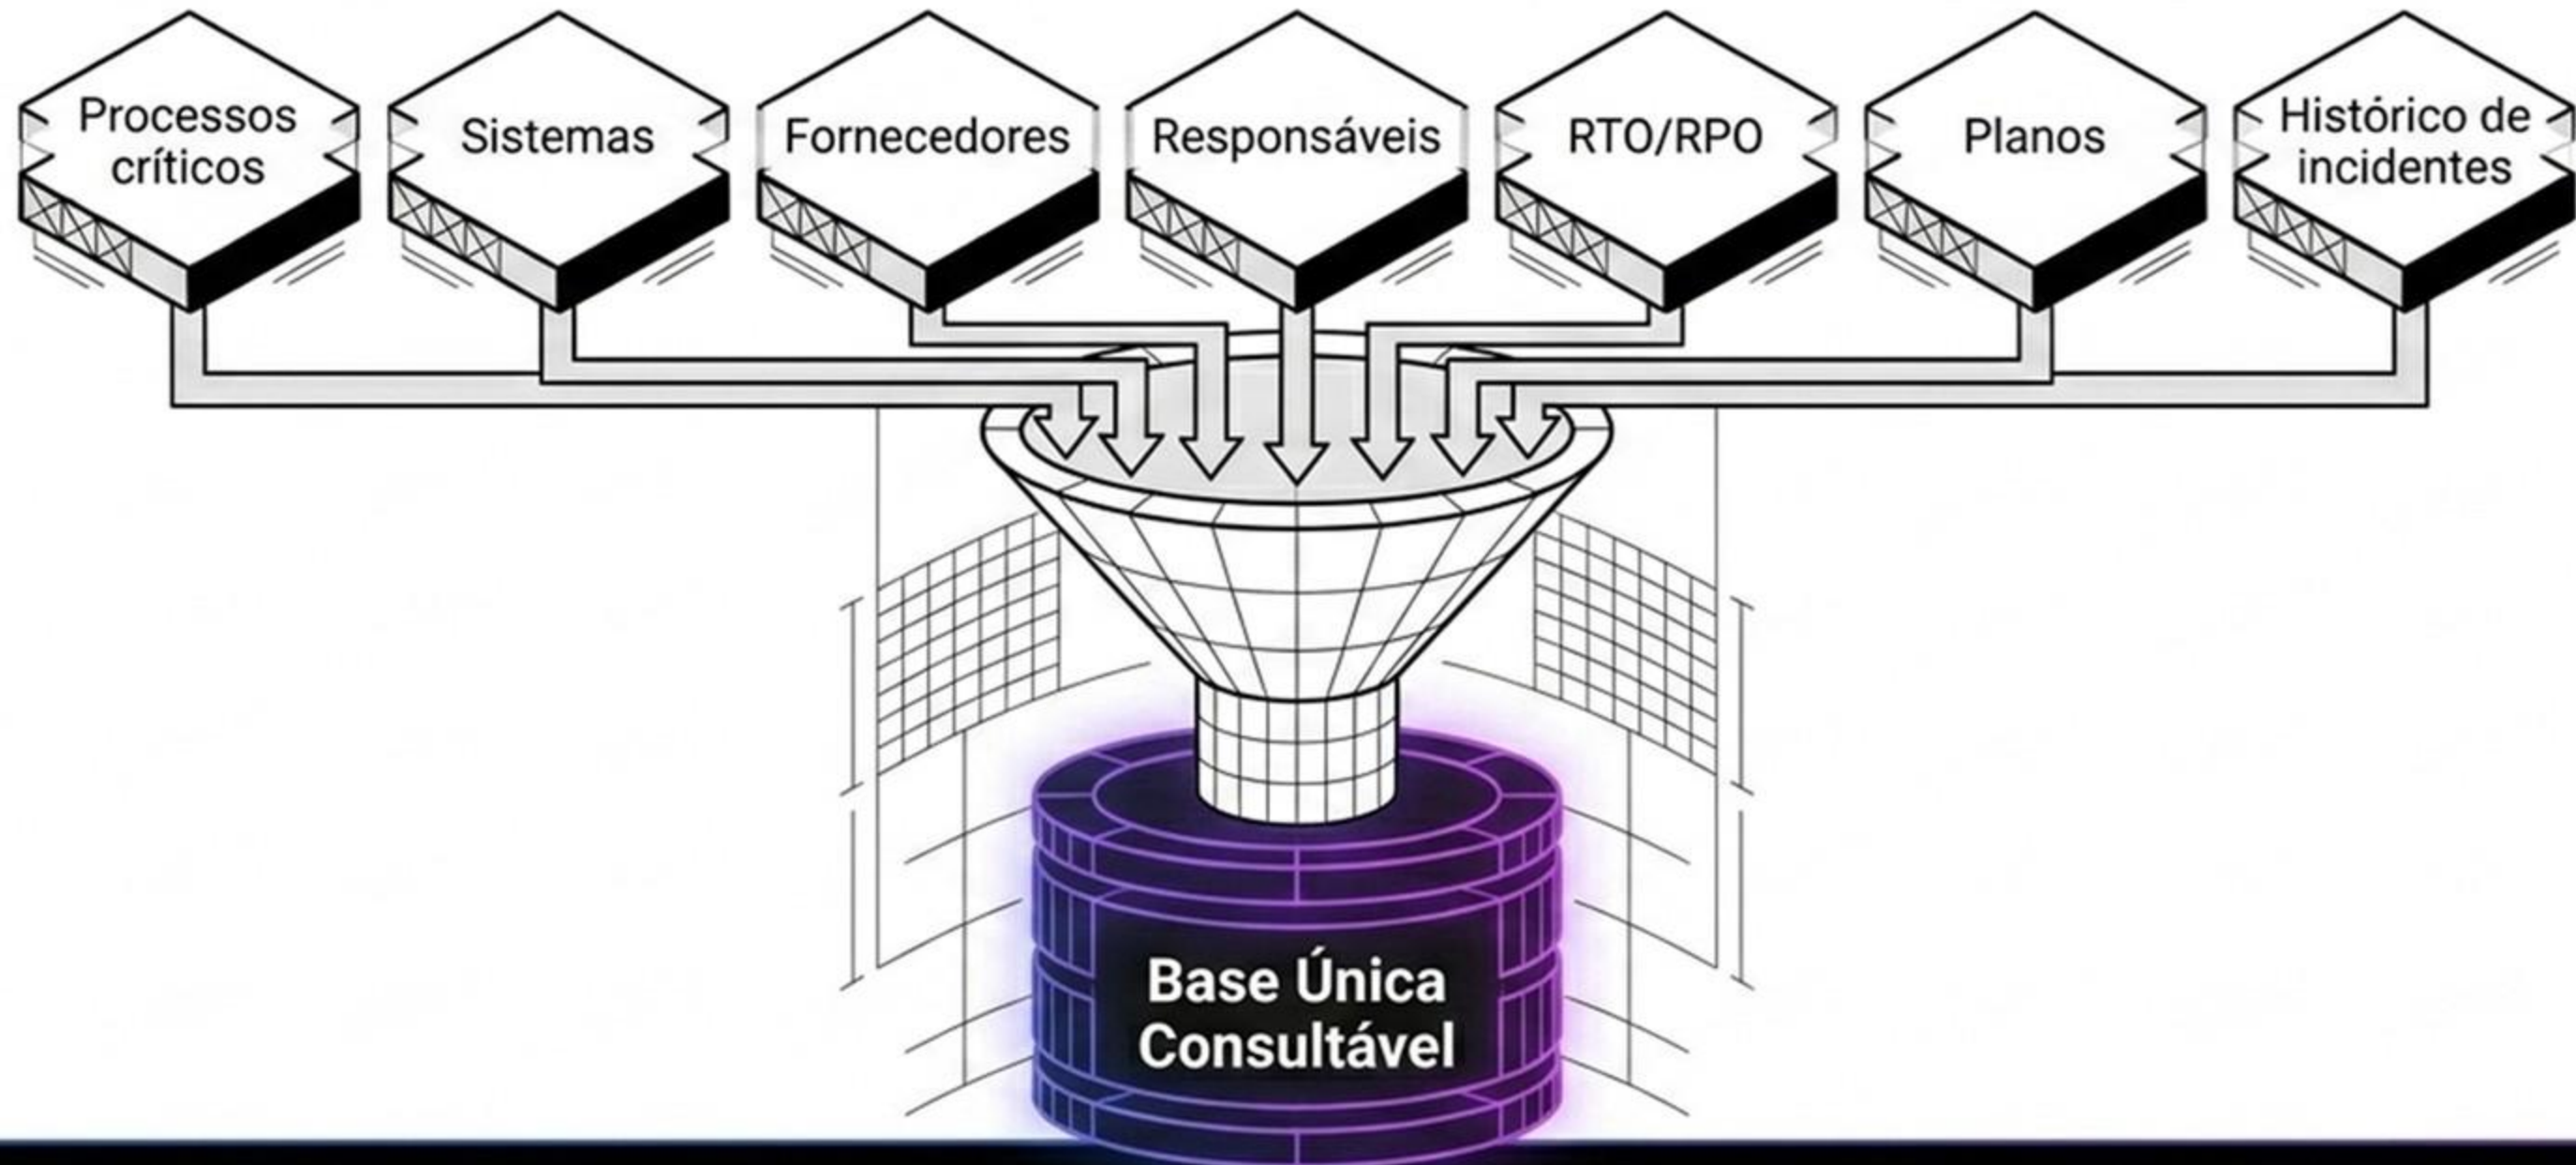 Processos
críticos
Sistemas
Fornecedores
Responsáveis
RTO/RPO
Planos
Histórico de
incidentes
Base Única
Consultável